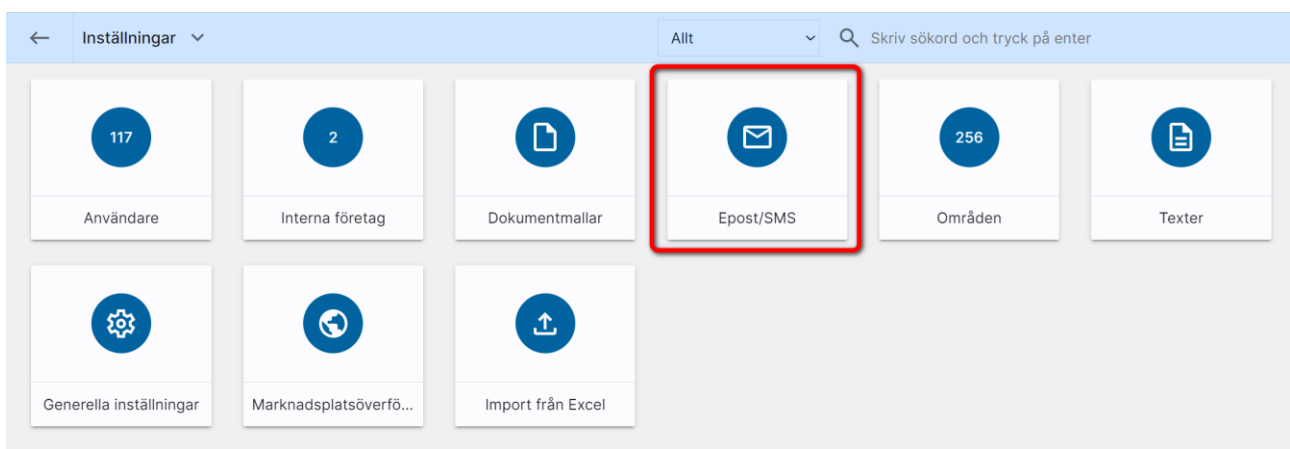 Inställningar
Allt
Skriv sökord och tryck på enter
117
2
256
Användare
Interna företag
Dokumentmallar
Epost/SMS
Områden
Texter
Generella inställningar
Marknadsplatsöverfö...
Import från Excel